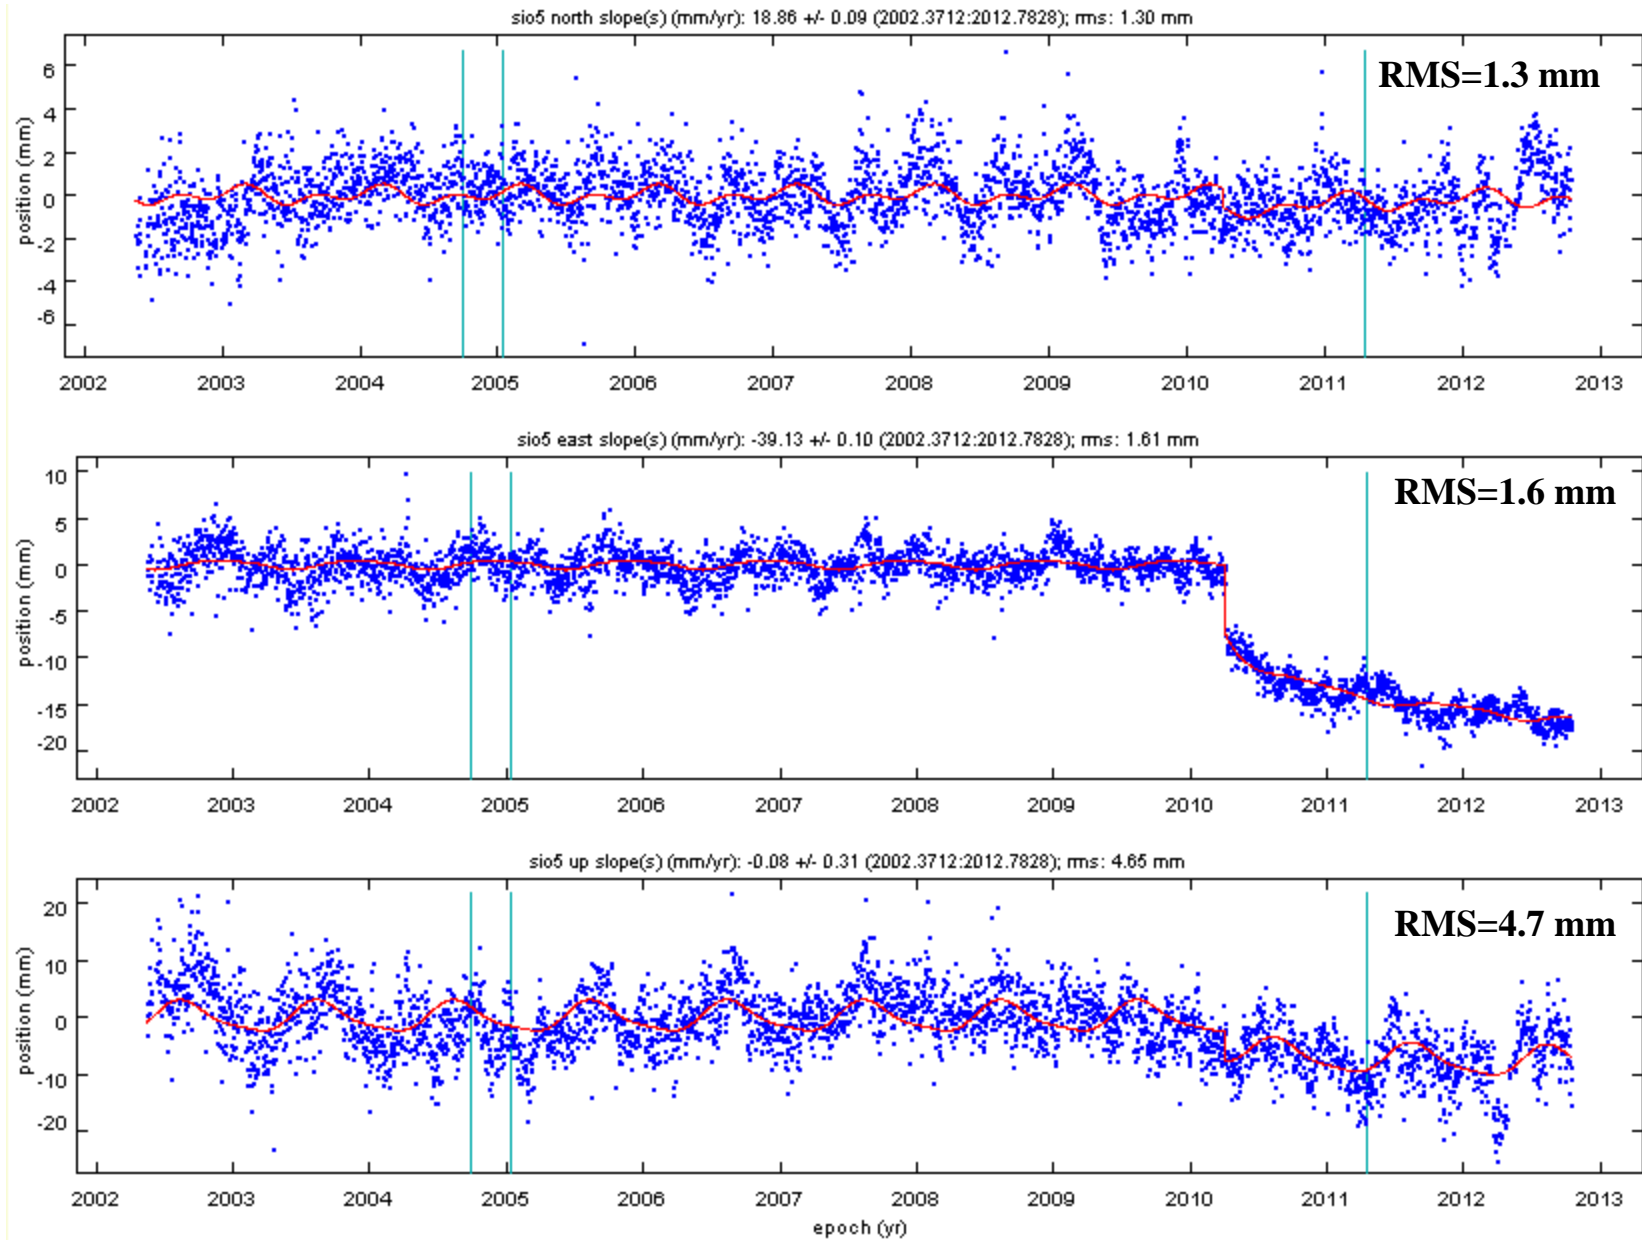 sio5 north slope(s) (mm/yr): 18.86 +/- 0.09 (2002.3712:2012.7828); rms: 1.30 mm
RMS=1.3 mm
position (mm)
6
4
2
0
-2
-4
-6
2002 2003 2004 2005 2006 2007 2008 2009 2010 2011 2012 2013
sio5 east slope(s) (mm/yr): -39.13 +/- 0.10 (2002.3712:2012.7828); rms: 1.61 mm
RMS=1.6 mm
position (mm)
10
5
0
-5
-10
-15
-20
2002 2003 2004 2005 2006 2007 2008 2009 2010 2011 2012 2013
sio5 up slope(s) (mm/yr): -0.08 +/- 0.31 (2002.3712:2012.7828); rms: 4.65 mm
RMS=4.7 mm
position (mm)
20
10
0
-10
-20
2002 2003 2004 2005 2006 2007 2008 2009 2010 2011 2012 2013
epoch (yr)